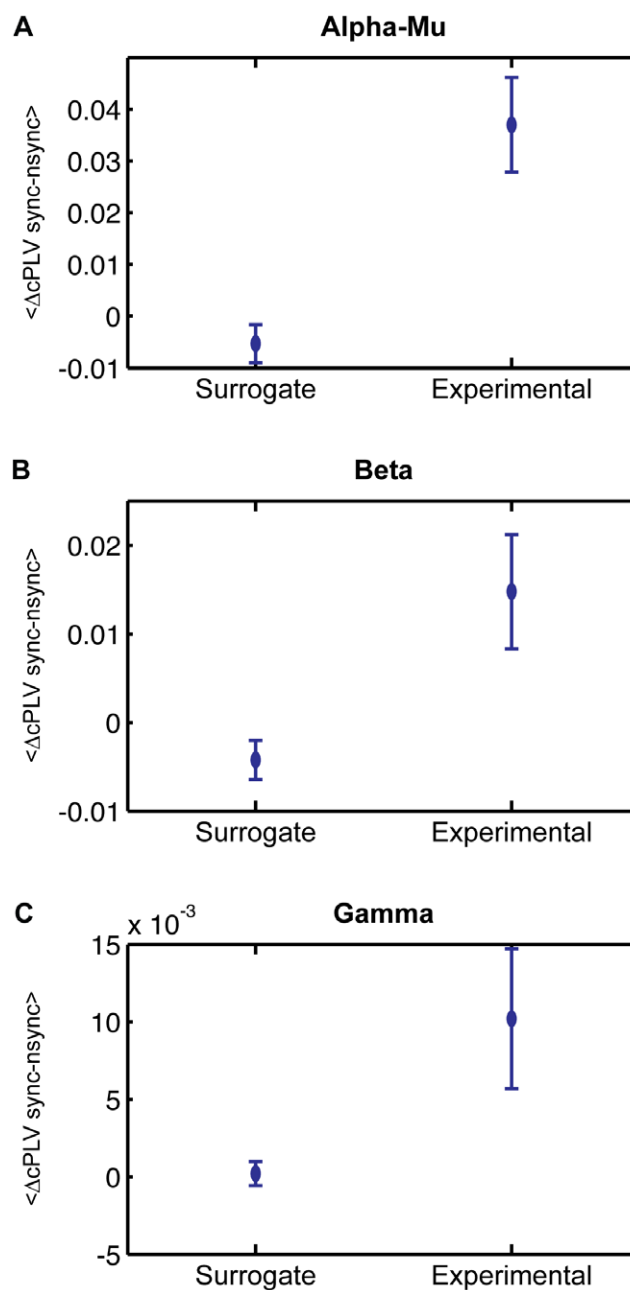 A
Alpha-Mu
<ΔcPLV sync-nsync>
0.04
0.03
0.02
0.01
0
-0.01
Surrogate
Experimental
B
Beta
<ΔcPLV sync-nsync>
0.02
0.01
0
-0.01
Surrogate
Experimental
C
Gamma
x 10⁻³
<ΔcPLV sync-nsync>
15
10
5
0
-5
Surrogate
Experimental